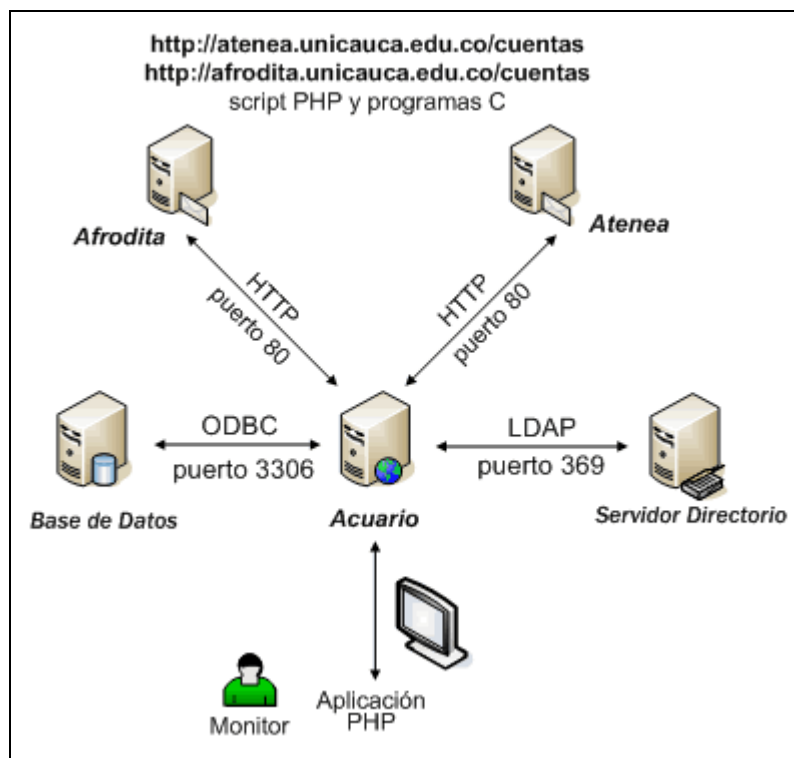 http://atenea.unicauca.edu.co/cuentas
http://afrodita.unicauca.edu.co/cuentas
script PHP y programas C
Afrodita
Atenea
HTTP
puerto 80
HTTP
puerto 80
ODBC
puerto 3306
LDAP
puerto 369
Base de Datos
Acuario
Servidor Directorio
Monitor
Aplicación
PHP